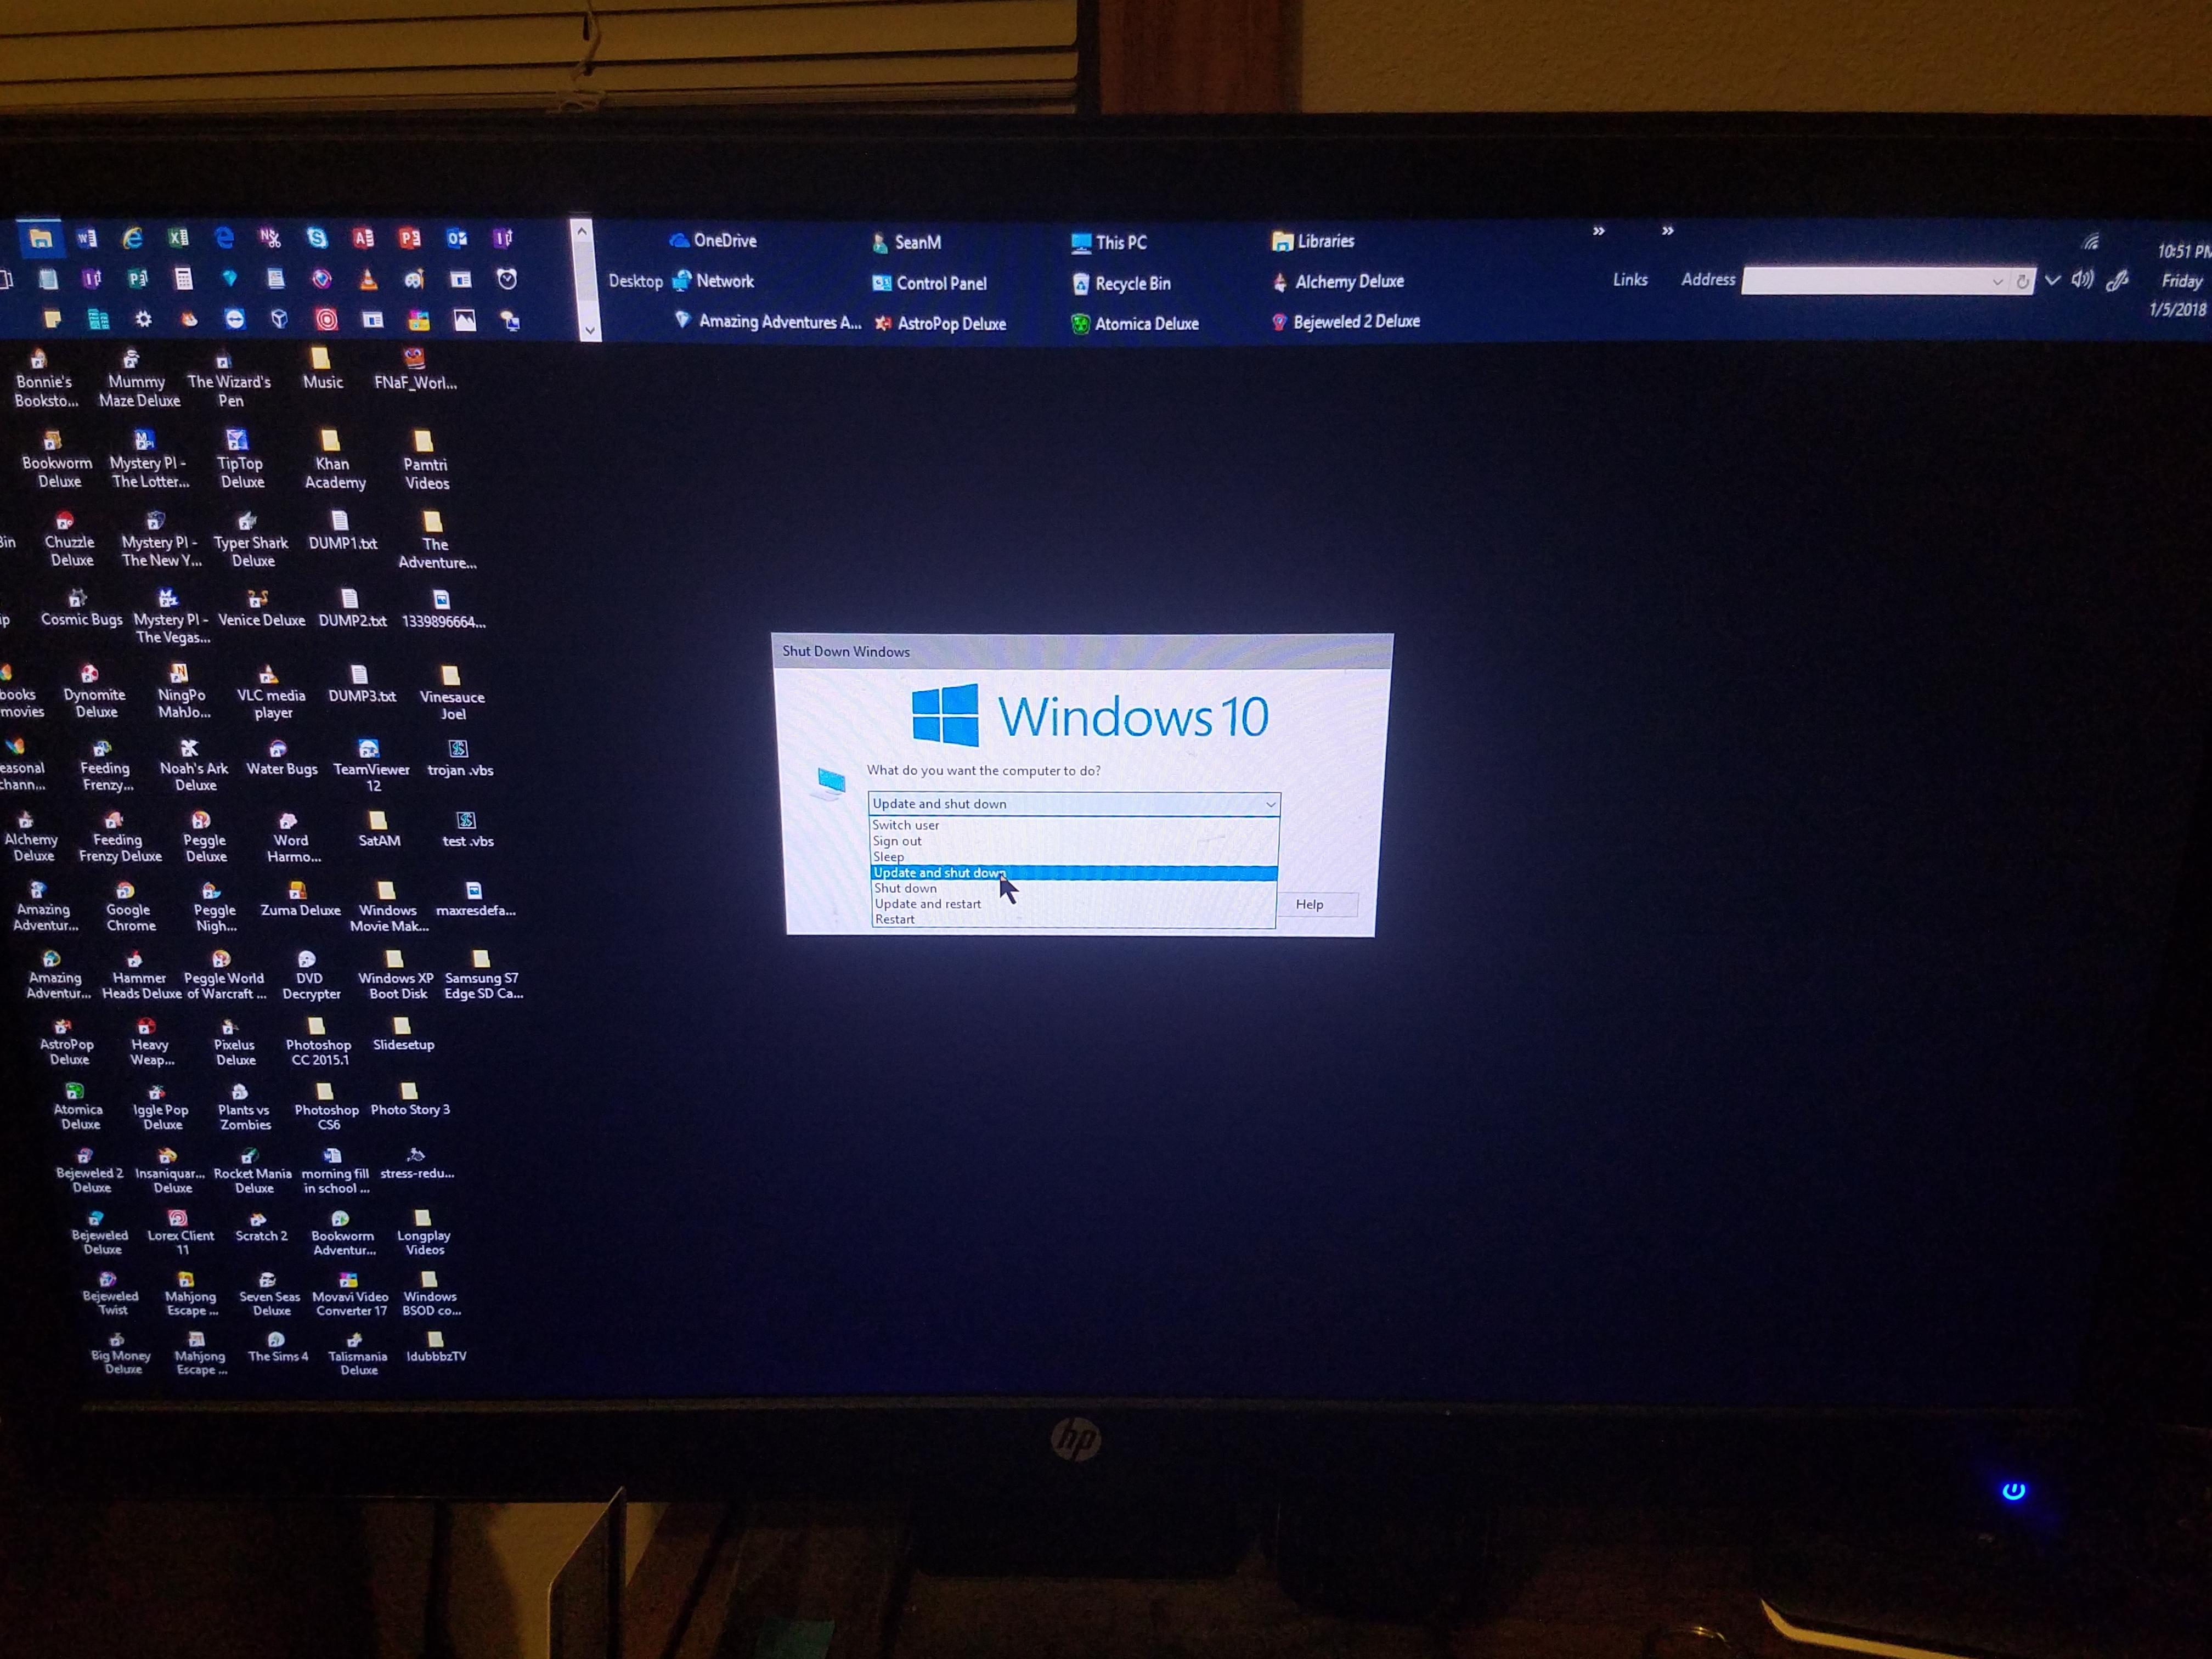 OneDrive
SeanM
This PC
Libraries
10:51 PM
Desktop
Network
Control Panel
Recycle Bin
Alchemy Deluxe
Links
Address
Friday
Amazing Adventures A...
AstroPop Deluxe
Atomica Deluxe
Bejeweled 2 Deluxe
1/5/2018
Bonnie's
Booksto...
Mummy
Maze Deluxe
The Wizard's
Pen
Music
FNaF_Worl...
Bookworm
Deluxe
Mystery PI -
The Lotter...
TipTop
Deluxe
Khan
Academy
Pamtri
Videos
Chuzzle
Deluxe
Mystery PI -
The New Y...
Typer Shark
Deluxe
DUMP1.txt
The
Adventure...
Cosmic Bugs
Mystery PI -
The Vegas...
Venice Deluxe
DUMP2.txt
1339896664...
books
movies
Dynomite
Deluxe
NingPo
MahJo...
VLC media
player
DUMP3.txt
Vinesauce
Joel
easonal
chann...
Feeding
Frenzy...
Noah's Ark
Deluxe
Water Bugs
TeamViewer
12
trojan .vbs
Alchemy
Deluxe
Feeding
Frenzy Deluxe
Peggle
Deluxe
Word
Harmo...
SatAM
test .vbs
Amazing
Adventur...
Google
Chrome
Peggle
Nigh...
Zuma Deluxe
Windows
Movie Mak...
maxresdefa...
Amazing
Adventur...
Hammer
Heads Deluxe
Peggle World
of Warcraft ...
DVD
Decrypter
Windows XP
Boot Disk
Samsung S7
Edge SD Ca...
AstroPop
Deluxe
Heavy
Weap...
Pixelus
Deluxe
Photoshop
CC 2015.1
Slidesetup
Atomica
Deluxe
Iggle Pop
Deluxe
Plants vs
Zombies
Photoshop
CS6
Photo Story 3
Bejeweled 2
Deluxe
Insaniquar...
Deluxe
Rocket Mania
Deluxe
morning fill
in school ...
stress-redu...
Bejeweled
Deluxe
Lorex Client
11
Scratch 2
Bookworm
Adventur...
Longplay
Videos
Bejeweled
Twist
Mahjong
Escape ...
Seven Seas
Deluxe
Movavi Video
Converter 17
Windows
BSOD co...
Big Money
Deluxe
Mahjong
Escape ...
The Sims 4
Talismania
Deluxe
IdubbbzTV
Shut Down Windows
Windows 10
What do you want the computer to do?
Update and shut down
Switch user
Sign out
Sleep
Update and shut down
Shut down
Update and restart
Restart
Help
hp